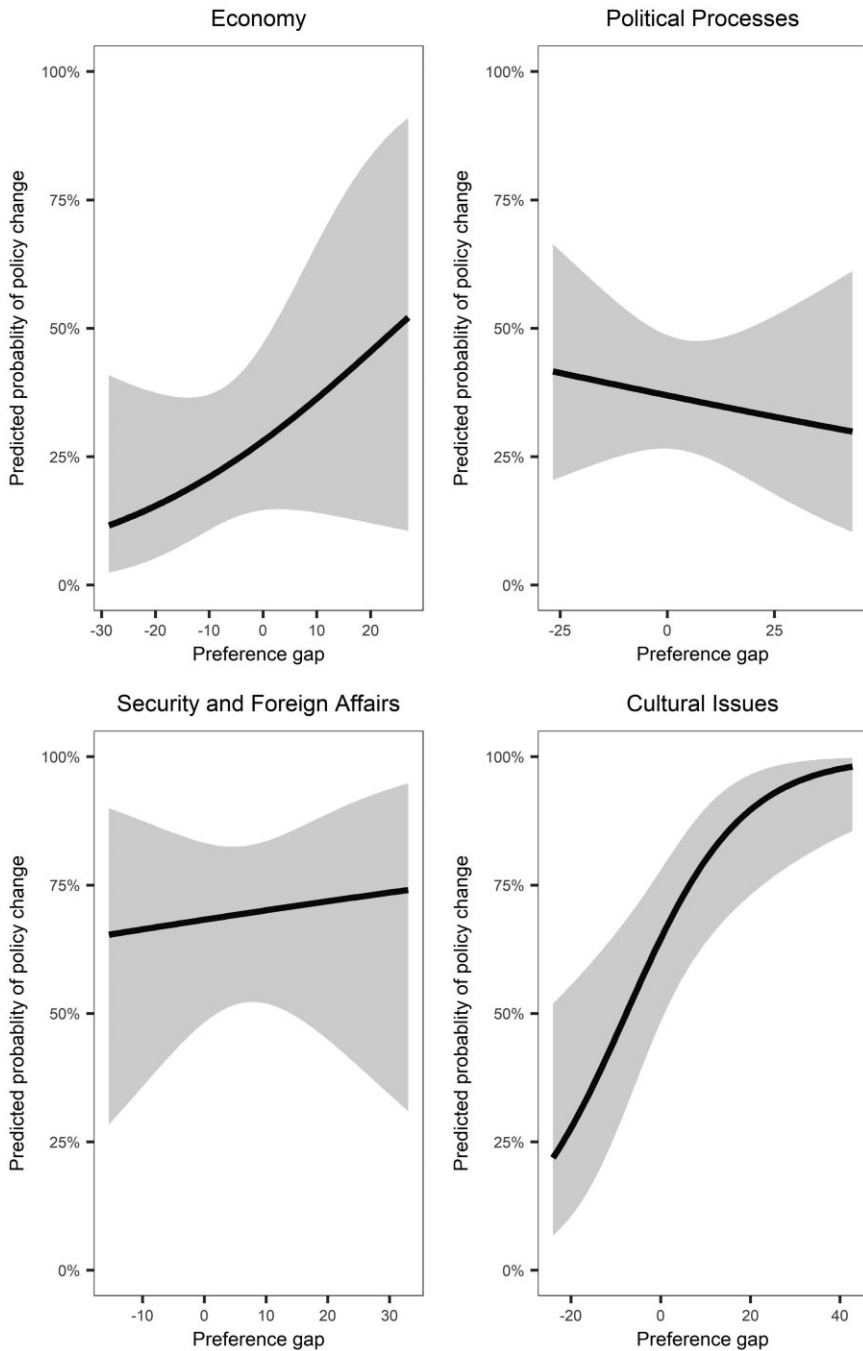 Economy
Predicted probablity of policy change
100%
75%
50%
25%
0%
-30 -20 -10 0 10 20
Preference gap
Political Processes
Predicted probablity of policy change
100%
75%
50%
25%
0%
-25 0 25
Preference gap
Security and Foreign Affairs
Predicted probablity of policy change
100%
75%
50%
25%
0%
-10 0 10 20 30
Preference gap
Cultural Issues
Predicted probablity of policy change
100%
75%
50%
25%
0%
-20 0 20 40
Preference gap